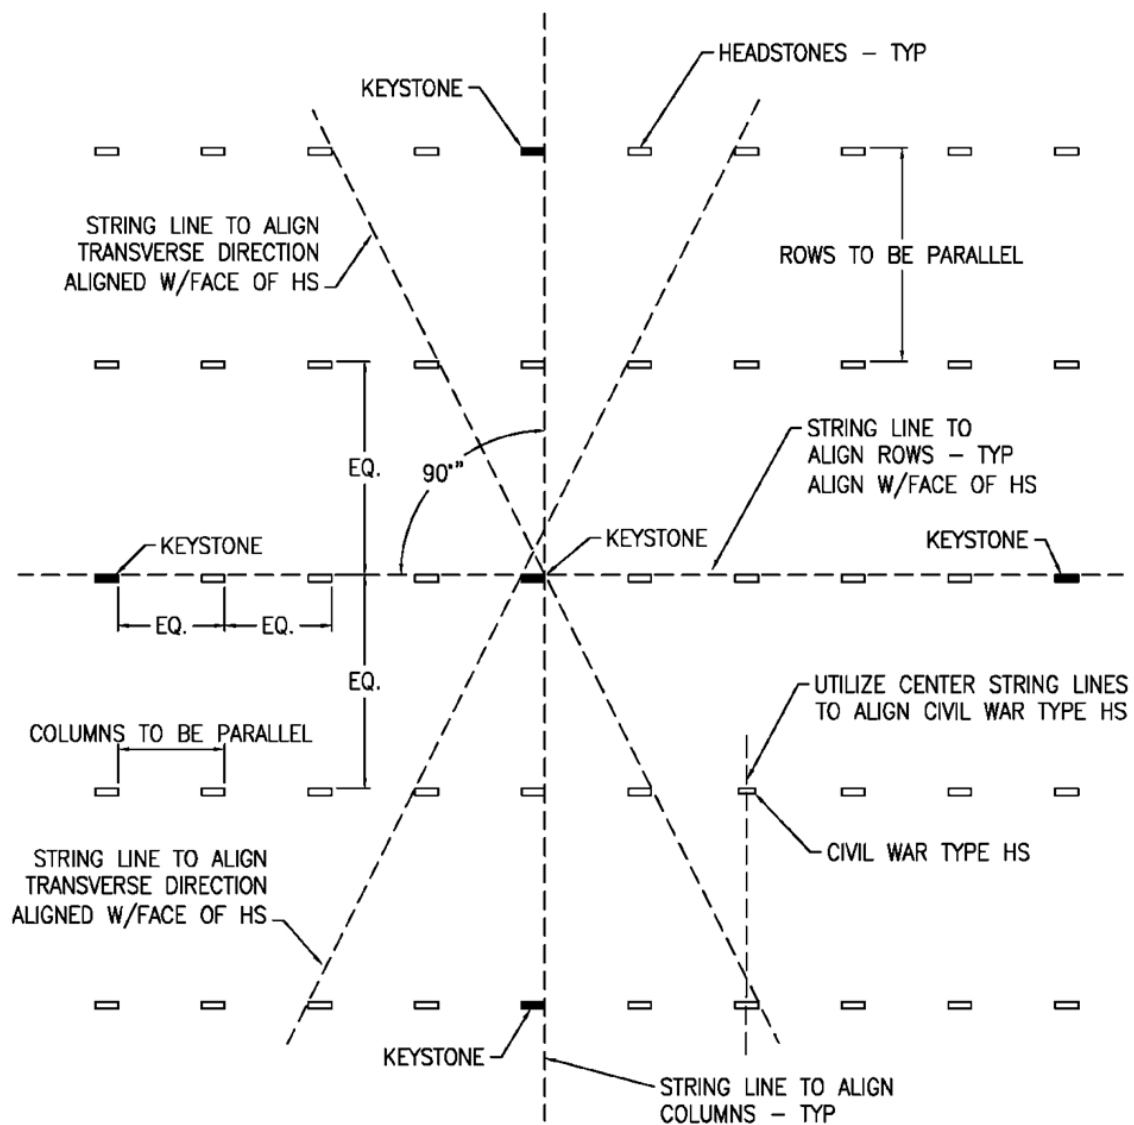 HEADSTONES - TYP
KEYSTONE
STRING LINE TO ALIGN
TRANSVERSE DIRECTION
ALIGNED W/FACE OF HS
ROWS TO BE PARALLEL
STRING LINE TO
ALIGN ROWS - TYP
ALIGN W/FACE OF HS
EQ.
90°"
KEYSTONE
KEYSTONE
KEYSTONE
EQ.
EQ.
EQ.
UTILIZE CENTER STRING LINES
TO ALIGN CIVIL WAR TYPE HS
COLUMNS TO BE PARALLEL
CIVIL WAR TYPE HS
STRING LINE TO ALIGN
TRANSVERSE DIRECTION
ALIGNED W/FACE OF HS
KEYSTONE
STRING LINE TO ALIGN
COLUMNS - TYP